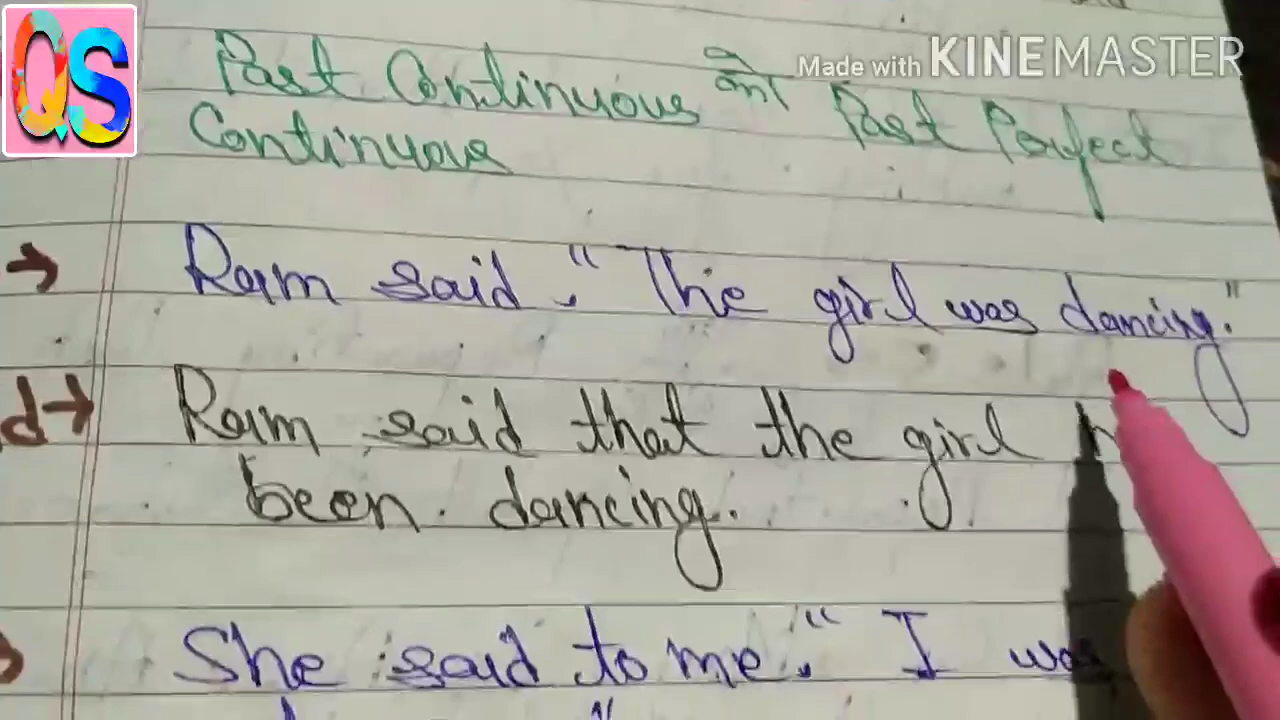 QS
Made with KINEMASTER
Past Continuous को Past Perfect
Continuous
→ Ram said, "The girl was dancing."
d→ Ram said that the girl
been dancing.
She said to me," I was